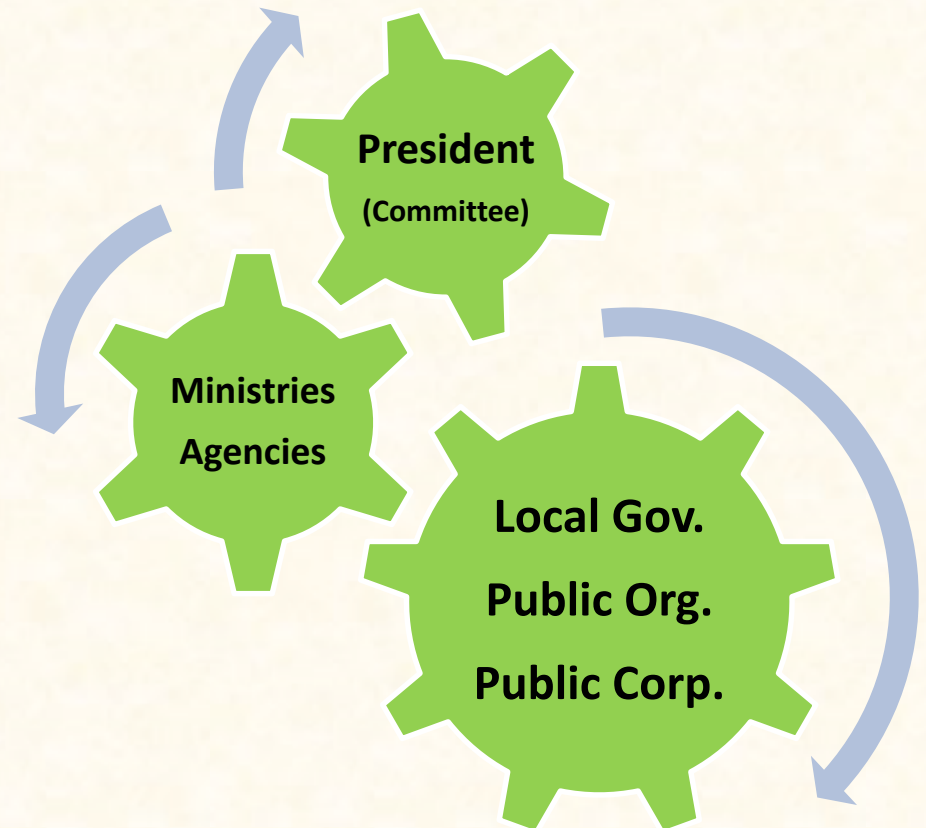 President
(Committee)
Ministries
Agencies
Local Gov.
Public Org.
Public Corp.